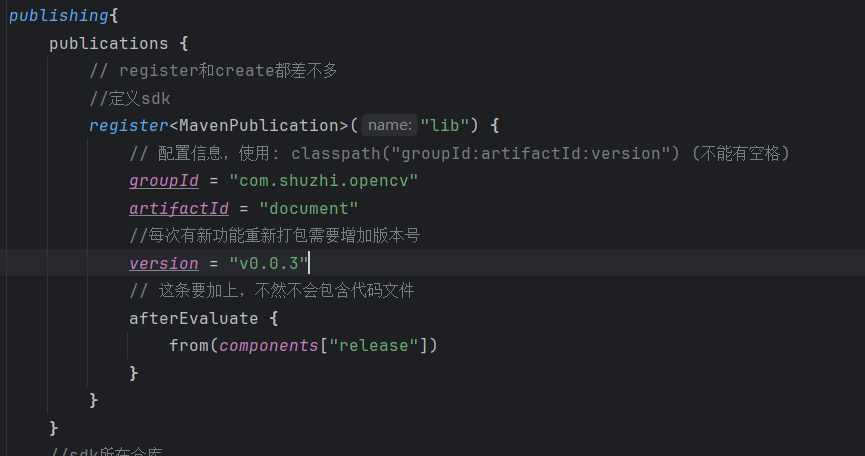 publishing{
publications {
// register和create都差不多
//定义sdk
register<MavenPublication>( name: "lib") {
// 配置信息，使用: classpath("groupId:artifactId:version") (不能有空格)
groupId = "com.shuzhi.opencv"
artifactId = "document"
//每次有新功能重新打包需要增加版本号
version = "v0.0.3"
// 这条要加上，不然不会包含代码文件
afterEvaluate {
from(components["release"])
}
}
}
//sdk所在仓库